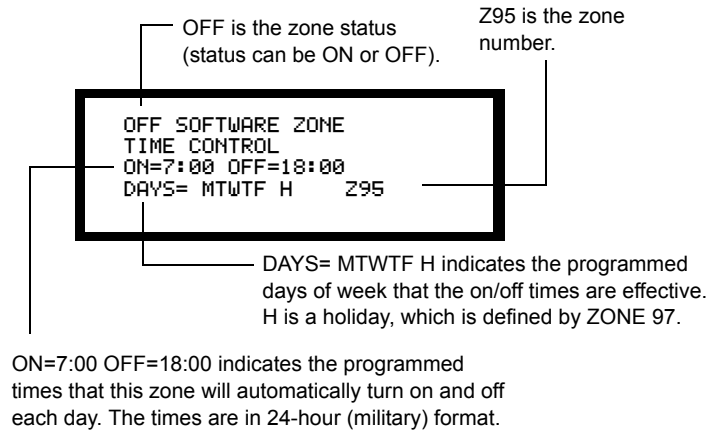 OFF is the zone status
(status can be ON or OFF).
Z95 is the zone
number.
OFF SOFTWARE ZONE
TIME CONTROL
ON=7:00 OFF=18:00
DAYS= MTWTF H Z95
DAYS= MTWTF H indicates the programmed
days of week that the on/off times are effective.
H is a holiday, which is defined by ZONE 97.
ON=7:00 OFF=18:00 indicates the programmed
times that this zone will automatically turn on and off
each day. The times are in 24-hour (military) format.